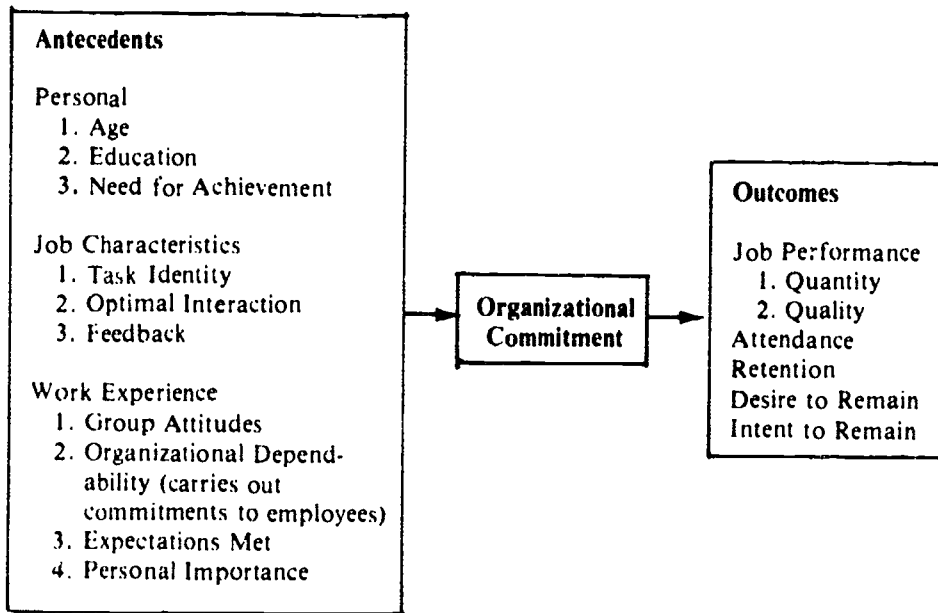 Antecedents
Personal
1. Age
2. Education
3. Need for Achievement
Job Characteristics
1. Task Identity
2. Optimal Interaction
3. Feedback
Work Experience
1. Group Attitudes
2. Organizational Depend-
ability (carries out
commitments to employees)
3. Expectations Met
4. Personal Importance
Organizational
Commitment
Outcomes
Job Performance
1. Quantity
2. Quality
Attendance
Retention
Desire to Remain
Intent to Remain